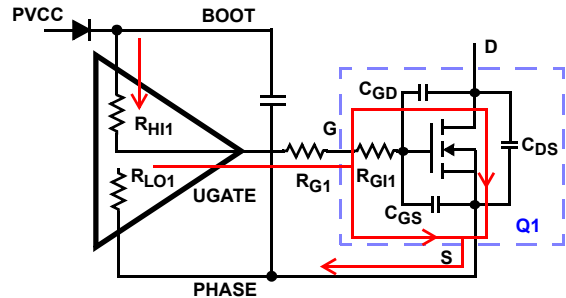 PVCC
BOOT
D
CGD
RHI1
G
CDS
RLO1
UGATE
RG1
RGI1
CGS
Q1
S
PHASE